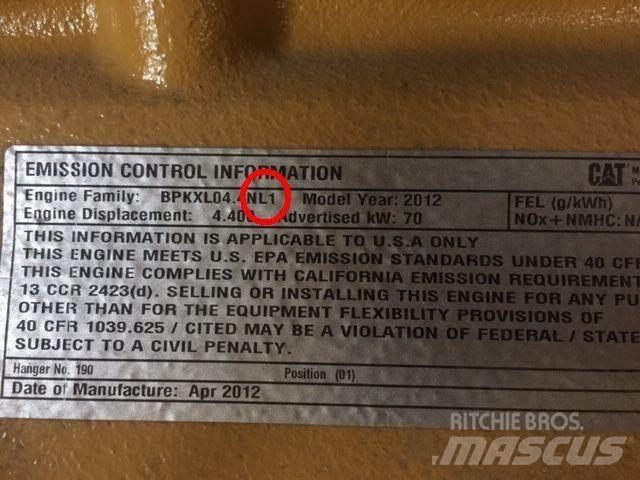 EMISSION CONTROL INFORMATION
CAT
Engine Family: NL1 Model Year: 2012
Engine Displacement: Advertised kW: 70
FEL (g/kWh)
NOx+NMHC:
THIS INFORMATION IS APPLICABLE TO U.S.A ONLY
THIS ENGINE MEETS U.S. EPA EMISSION STANDARDS UNDER 40 CFR
THIS ENGINE COMPLIES WITH CALIFORNIA EMISSION REQUIREMENT
13 CCR 2423(d). SELLING OR INSTALLING THIS ENGINE FOR ANY PU
OTHER THAN FOR THE EQUIPMENT FLEXIBILITY PROVISIONS OF
40 CFR 1039.625 / CITED MAY BE A VIOLATION OF FEDERAL / STATE
SUBJECT TO A CIVIL PENALTY.
Hanger No. 190 Position (01)
Date of Manufacture: Apr 2012
RITCHIE BROS.
MASCUS